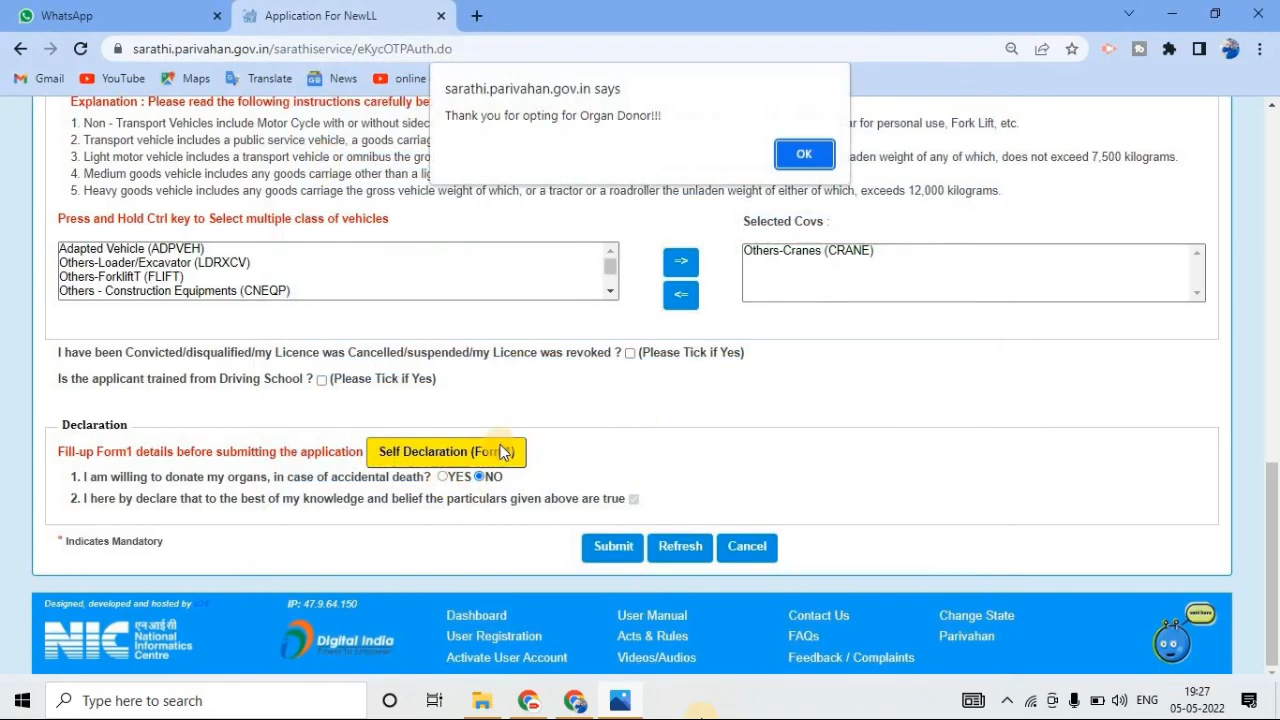 WhatsApp
Application For NewLL
sarathi.parivahan.gov.in/sarathiservice/eKycOTPAuth.do
Gmail YouTube Maps Translate News online
sarathi.parivahan.gov.in says
Thank you for opting for Organ Donor!!!
OK
Explanation : Please read the following instructions carefully be
1. Non - Transport Vehicles include Motor Cycle with or without sidec ur for personal use, Fork Lift, etc.
2. Transport vehicle includes a public service vehicle, a goods carriag
3. Light motor vehicle includes a transport vehicle or omnibus the gro aden weight of any of which, does not exceed 7,500 kilograms.
4. Medium goods vehicle includes any goods carriage other than a lig
5. Heavy goods vehicle includes any goods carriage the gross vehicle weight of which, or a tractor or a roadroller the unladen weight of either of which, exceeds 12,000 kilograms.
Press and Hold Ctrl key to Select multiple class of vehicles
Selected Covs :
Adapted Vehicle (ADPVEH)
Others-Loader/Excavator (LDRXCV)
Others-ForkliftT (FLIFT)
Others - Construction Equipments (CNEQP)
=>
<=
Others-Cranes (CRANE)
I have been Convicted/disqualified/my Licence was Cancelled/suspended/my Licence was revoked ? (Please Tick if Yes)
Is the applicant trained from Driving School ? (Please Tick if Yes)
Declaration
Fill-up Form1 details before submitting the application Self Declaration (For
1. I am willing to donate my organs, in case of accidental death? YES NO
2. I here by declare that to the best of my knowledge and belief the particulars given above are true
* Indicates Mandatory
Submit Refresh Cancel
Designed, developed and hosted by
IP: 47.9.64.150
NIC एन आई सी National Informatics Centre
Digital India
Power To Empower
Dashboard User Manual Contact Us Change State
User Registration Acts & Rules FAQs Parivahan
Activate User Account Videos/Audios Feedback / Complaints
Type here to search
ENG
19:27
05-05-2022